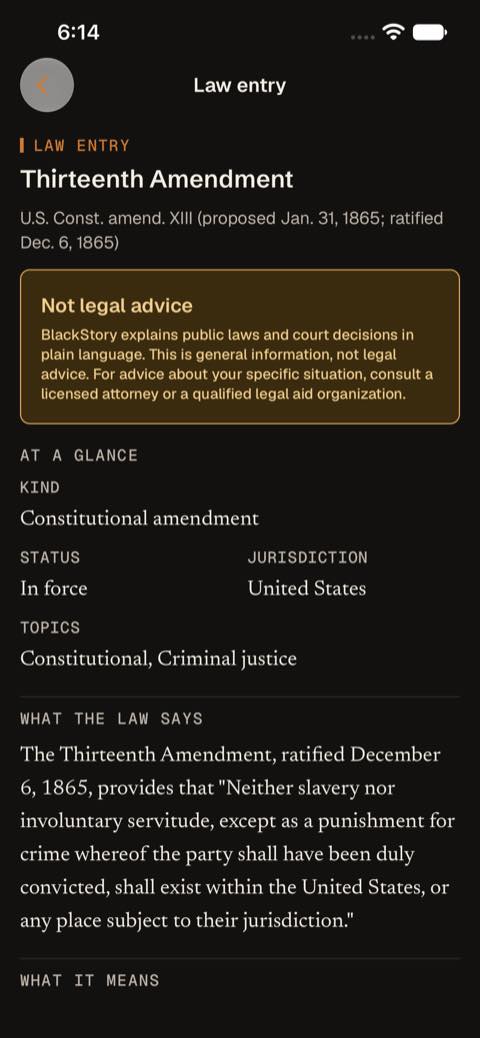 6:14
Law entry
LAW ENTRY
Thirteenth Amendment
U.S. Const. amend. XIII (proposed Jan. 31, 1865; ratified
Dec. 6, 1865)
Not legal advice
BlackStory explains public laws and court decisions in
plain language. This is general information, not legal
advice. For advice about your specific situation, consult a
licensed attorney or a qualified legal aid organization.
AT A GLANCE
KIND
Constitutional amendment
STATUS
In force
JURISDICTION
United States
TOPICS
Constitutional, Criminal justice
WHAT THE LAW SAYS
The Thirteenth Amendment, ratified December
6, 1865, provides that "Neither slavery nor
involuntary servitude, except as a punishment for
crime whereof the party shall have been duly
convicted, shall exist within the United States, or
any place subject to their jurisdiction."
WHAT IT MEANS